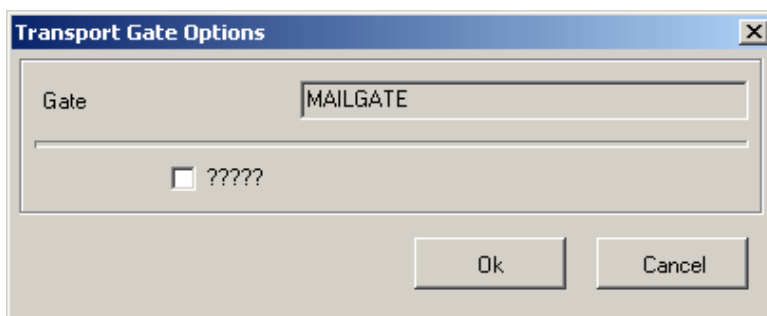 Transport Gate Options
Gate MAILGATE
?????
Ok Cancel